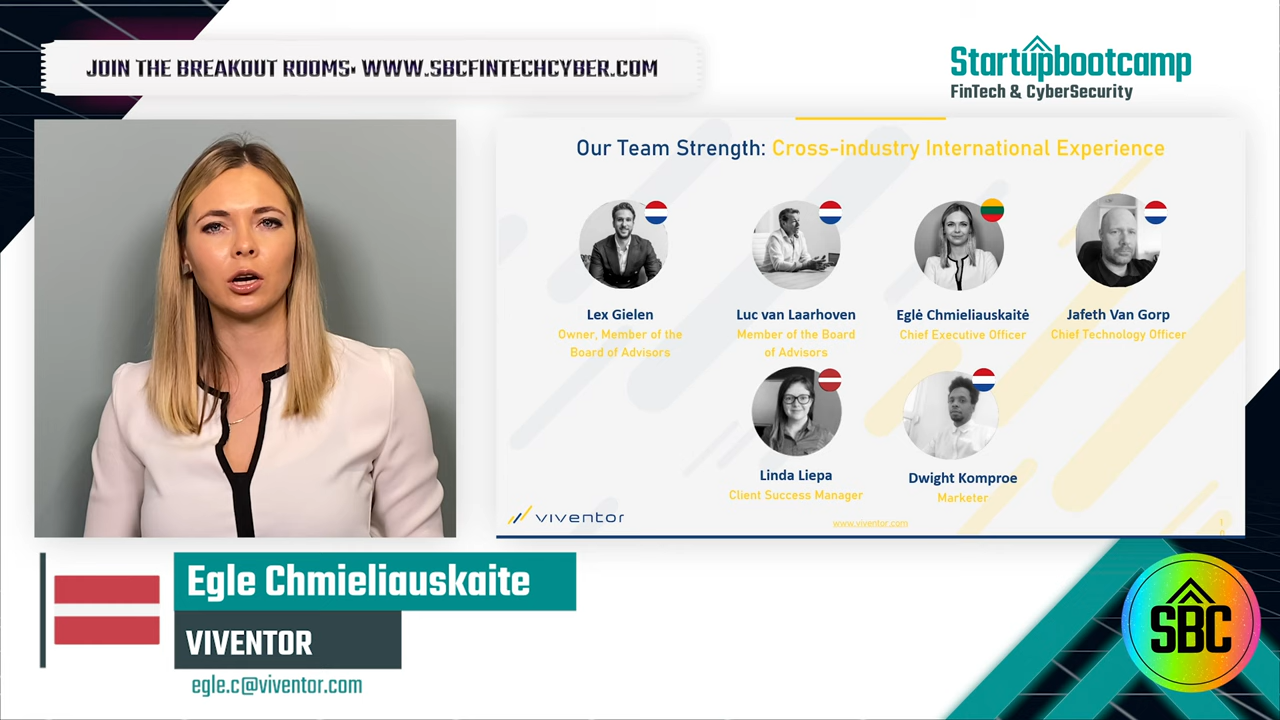 JOIN THE BREAKOUT ROOMS: WWW.SBCFINTECHCYBER.COM
Startupbootcamp
FinTech & CyberSecurity
Our Team Strength: Cross-industry International Experience
Lex Gielen
Owner, Member of the
Board of Advisors
Luc van Laarhoven
Member of the Board
of Advisors
Eglė Chmieliauskaitė
Chief Executive Officer
Jafeth Van Gorp
Chief Technology Officer
Linda Liepa
Client Success Manager
Dwight Komproe
Marketer
viventor
www.viventor.com
Egle Chmieliauskaite
VIVENTOR
egle.c@viventor.com
SBC